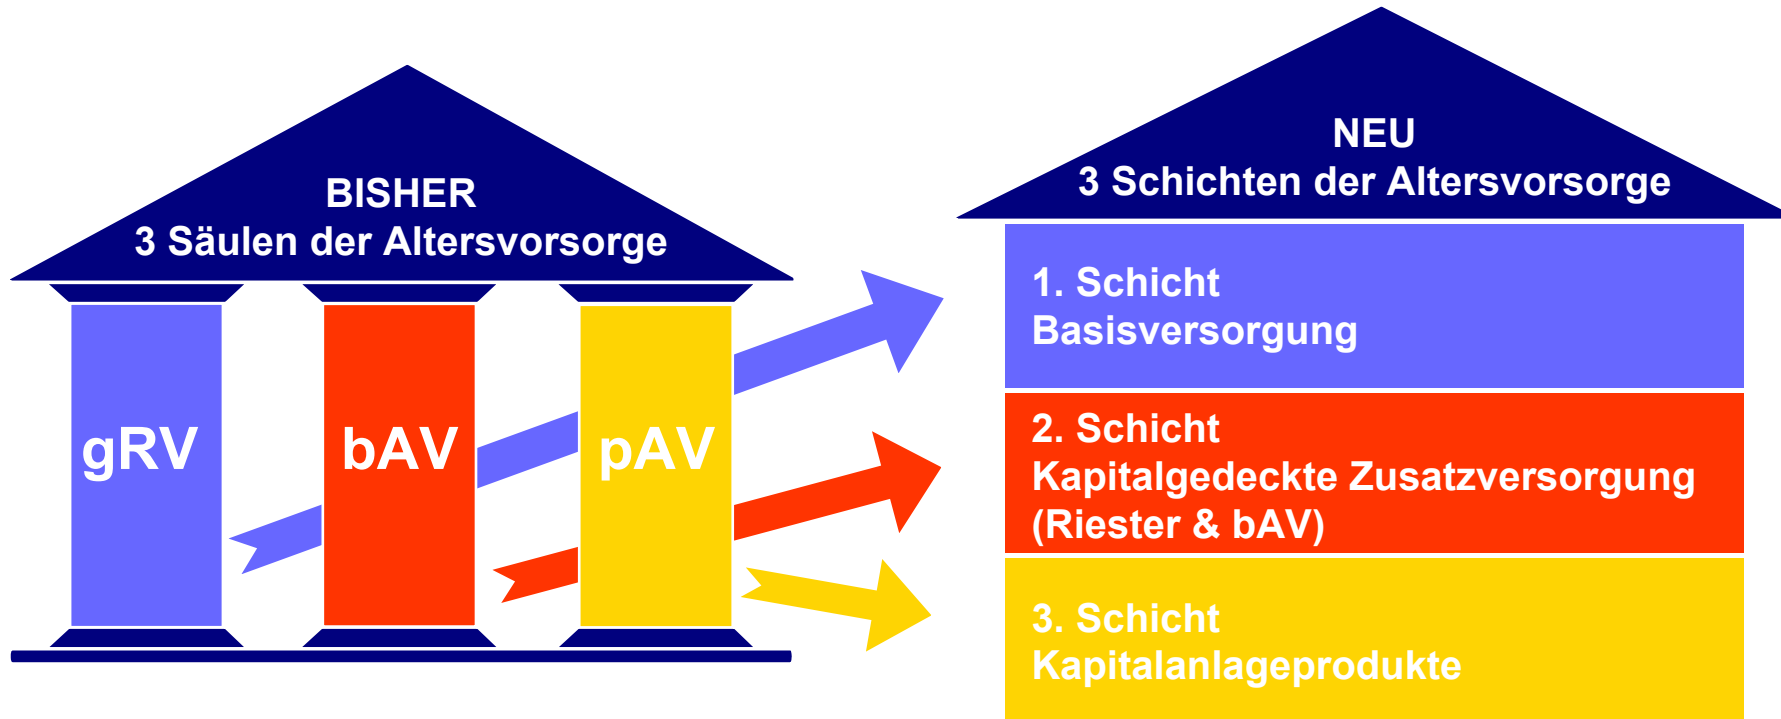 BISHER
3 Säulen der Altersvorsorge
gRV
bAV
pAV
NEU
3 Schichten der Altersvorsorge
1. Schicht
Basisversorgung
2. Schicht
Kapitalgedeckte Zusatzversorgung
(Riester & bAV)
3. Schicht
Kapitalanlageprodukte